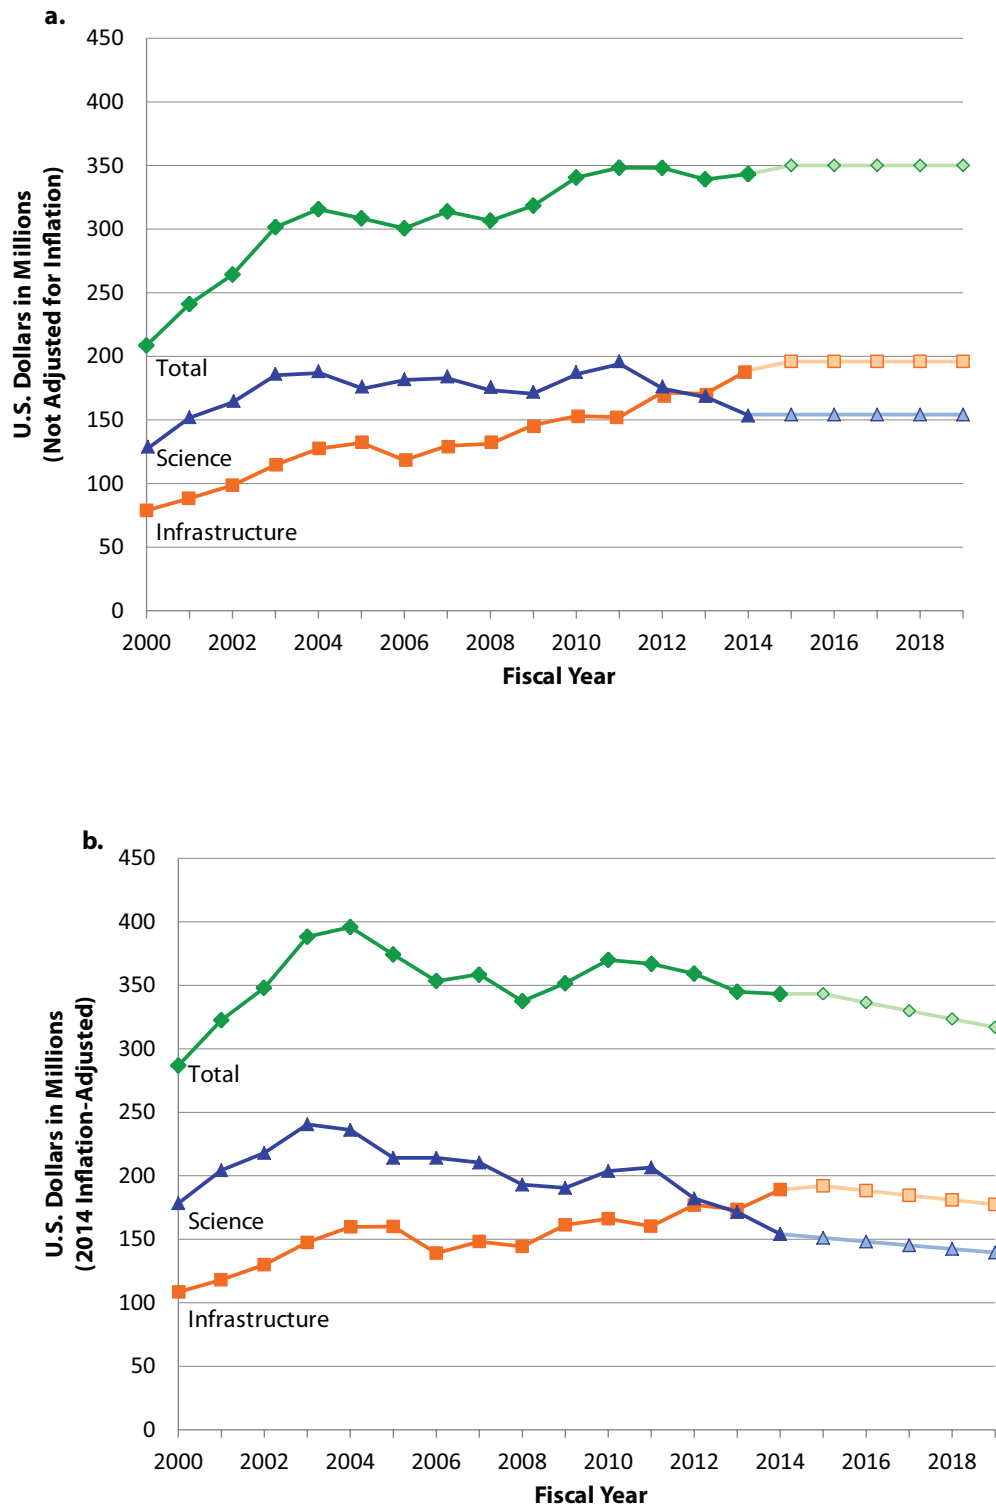 a.
450
400
350
300
250
200
150
100
50
0
U.S. Dollars in Millions
(Not Adjusted for Inflation)
Total
Science
Infrastructure
2000 2002 2004 2006 2008 2010 2012 2014 2016 2018
Fiscal Year
b.
450
400
350
300
250
200
150
100
50
0
U.S. Dollars in Millions
(2014 Inflation-Adjusted)
Total
Science
Infrastructure
2000 2002 2004 2006 2008 2010 2012 2014 2016 2018
Fiscal Year